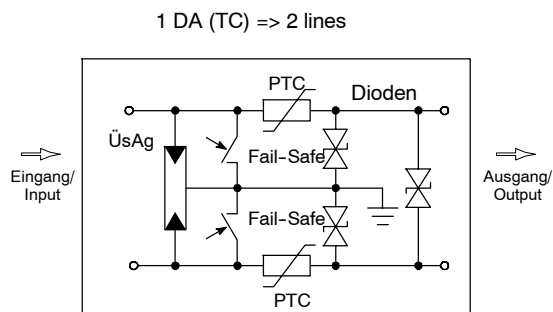 1 DA (TC) => 2 lines
PTC
Dioden
ÜsAg
Fail-Safe
Eingang/
Input
Ausgang/
Output
Fail-Safe
PTC